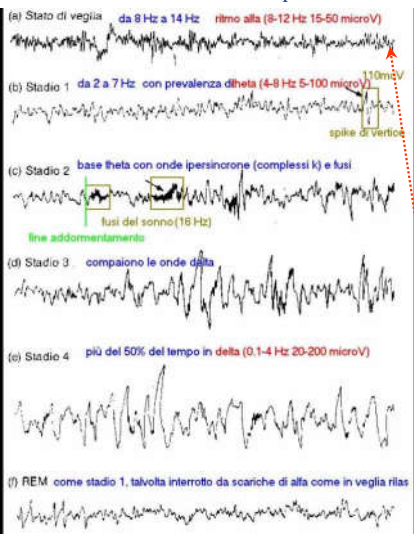 (a) Stato di veglia da 8 Hz a 14 Hz ritmo alla (8-12 Hz 15-50 microV)
110microV
(b) Stadio 1 da 2 a 7 Hz con prevalenza di theta (4-8 Hz 5-100 microV)
spike di vertice
(c) Stadio 2 base theta con onde ipersincrone (complessi k) e fusi
fusi del sonno (16 Hz)
fine addormentamento
(d) Stadio 3 compaiono le onde delta
(e) Stadio 4 più del 50% del tempo in delta (0.1-4 Hz 20-200 microV)
(f) REM come stadio 1, talvolta interrotto da scariche di alfa come in veglia rilas